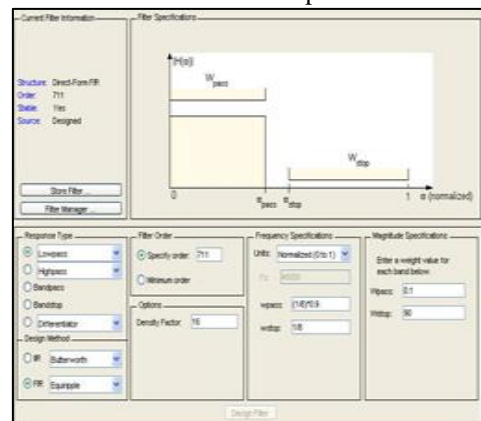 Current Filter Information
Structure: Direct-Form FIR
Order: 711
Stable: Yes
Source: Designed
Store Filter ...
Filter Manager ...
Filter Specifications
|H(ω)|
Wpass
Wstop
0
ωpass
ωstop
1
ω (normalized)
Response Type
Lowpass
Highpass
Bandpass
Bandstop
Differentiator
Design Method
IIR Butterworth
FIR Equiripple
Filter Order
Specify order: 711
Minimum order
Options
Density Factor: 16
Frequency Specifications
Units: Normalized (0 to 1)
Fs: 48000
wpass: (1/8)*0.9
wstop: 1/8
Magnitude Specifications
Enter a weight value for
each band below.
Wpass: 0.1
Wstop: 90
Design Filter